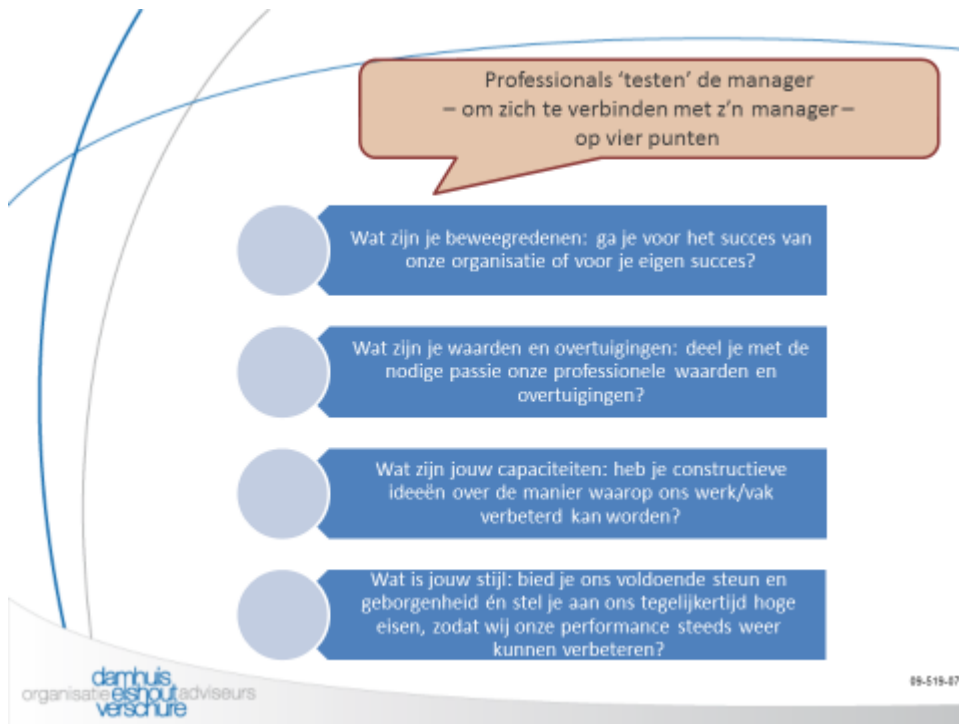 Professionals ‘testen’ de manager
– om zich te verbinden met z’n manager –
op vier punten
Wat zijn je beweegredenen: ga je voor het succes van
onze organisatie of voor je eigen succes?
Wat zijn je waarden en overtuigingen: deel je met de
nodige passie onze professionele waarden en
overtuigingen?
Wat zijn jouw capaciteiten: heb je constructieve
ideeën over de manier waarop ons werk/vak
verbeterd kan worden?
Wat is jouw stijl: bied je ons voldoende steun en
geborgenheid én stel je aan ons tegelijkertijd hoge
eisen, zodat wij onze performance steeds weer
kunnen verbeteren?
damhuis
organisatie elshout adviseurs
verschure
09-519-07